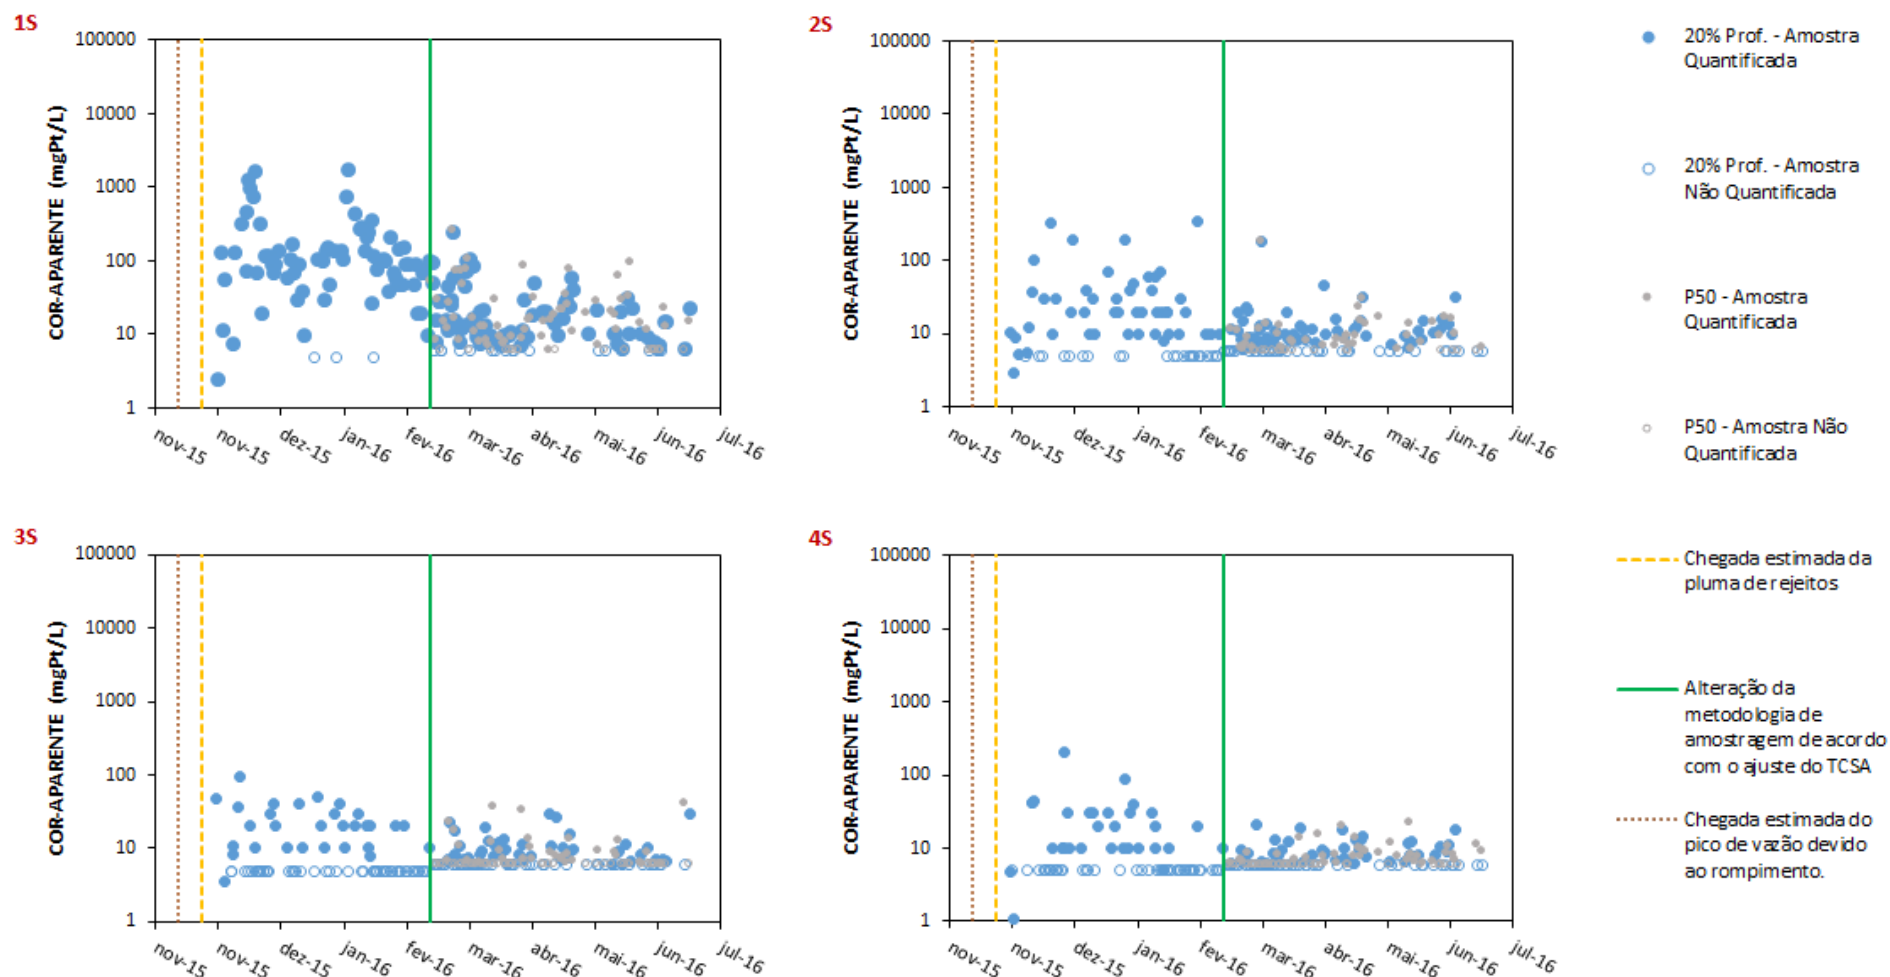 1S
COR-APARENTE (mgPt/L)
100000
10000
1000
100
10
1
nov-15
nov-15
dez-15
jan-16
fev-16
mar-16
abr-16
mai-16
jun-16
jul-16
2S
COR-APARENTE (mgPt/L)
100000
10000
1000
100
10
1
nov-15
nov-15
dez-15
jan-16
fev-16
mar-16
abr-16
mai-16
jun-16
jul-16
3S
COR-APARENTE (mgPt/L)
100000
10000
1000
100
10
1
nov-15
nov-15
dez-15
jan-16
fev-16
mar-16
abr-16
mai-16
jun-16
jul-16
4S
COR-APARENTE (mgPt/L)
100000
10000
1000
100
10
1
nov-15
nov-15
dez-15
jan-16
fev-16
mar-16
abr-16
mai-16
jun-16
jul-16
20% Prof. - Amostra
Quantificada
20% Prof. - Amostra
Não Quantificada
P50 - Amostra
Quantificada
P50 - Amostra Não
Quantificada
Chegada estimada da
pluma de rejeitos
Alteração da
metodologia de
amostragem de acordo
com o ajuste do TCSA
Chegada estimada do
pico de vazão devido
ao rompimento.